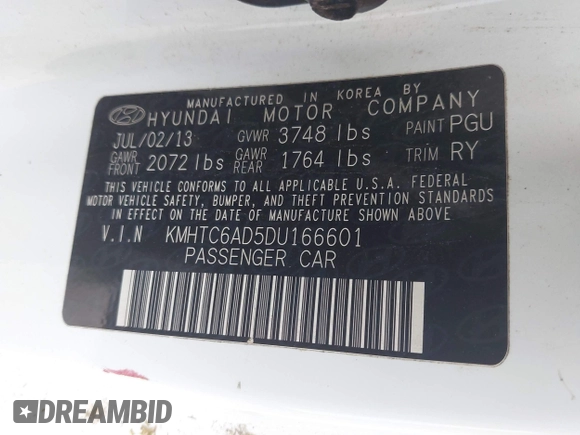 MANUFACTURED IN KOREA BY
HYUNDAI MOTOR COMPANY
JUL/02/13 GVWR 3748 lbs PAINT PGU
GAWR FRONT 2072 lbs GAWR REAR 1764 lbs TRIM RY
THIS VEHICLE CONFORMS TO ALL APPLICABLE U.S.A. FEDERAL
MOTOR VEHICLE SAFETY, BUMPER, AND THEFT PREVENTION STANDARDS
IN EFFECT ON THE DATE OF MANUFACTURE SHOWN ABOVE
V.I.N KMHTC6AD5DU166601
PASSENGER CAR
DREAMBID